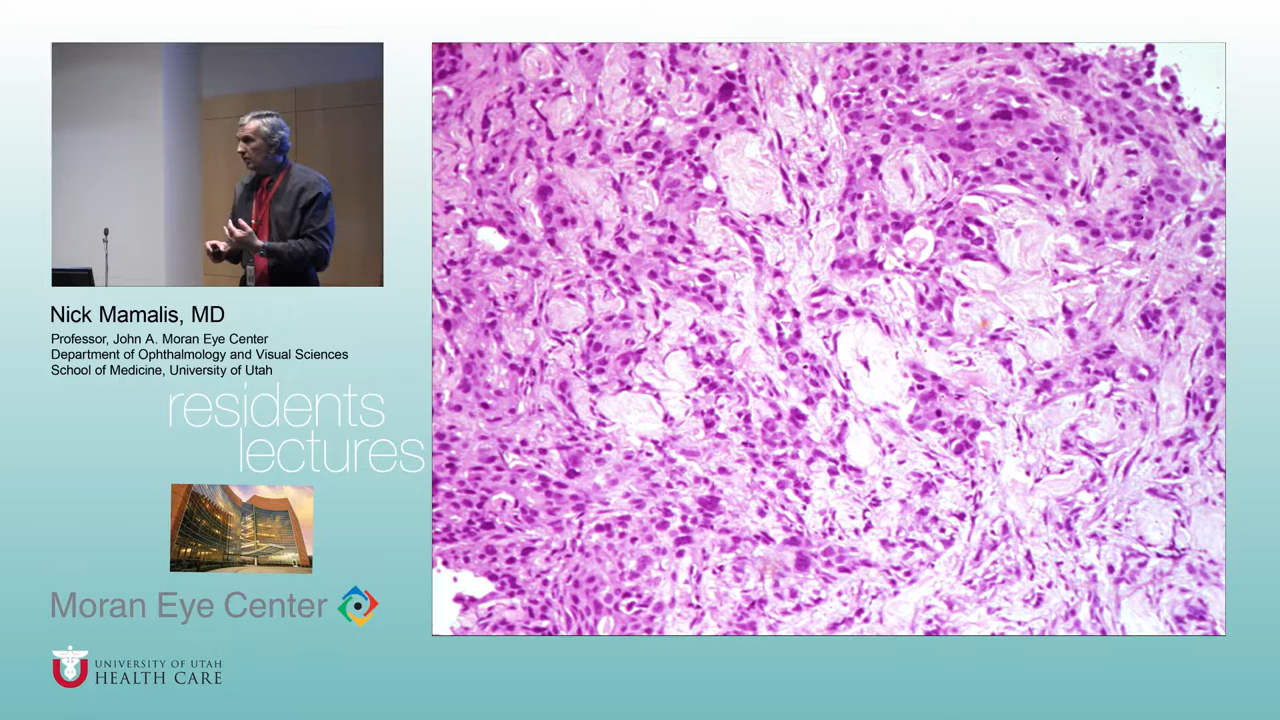 Nick Mamalis, MD
Professor, John A. Moran Eye Center
Department of Ophthalmology and Visual Sciences
School of Medicine, University of Utah
residents
lectures
Moran Eye Center
UNIVERSITY OF UTAH
HEALTH CARE